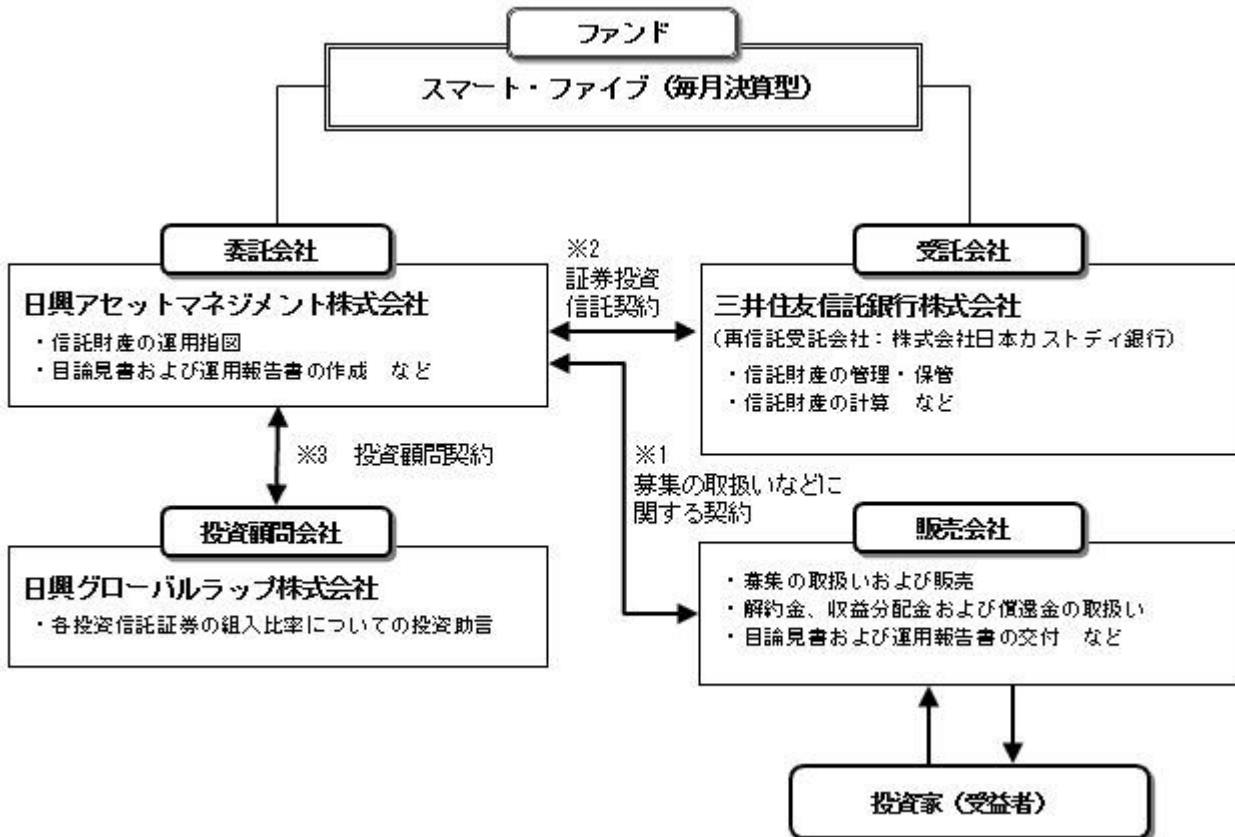 ファンド
スマート・ファイブ（毎月決算型）
委託会社
日興アセットマネジメント株式会社
・信託財産の運用指図
・目論見書および運用報告書の作成　など
※2
証券投資
信託契約
受託会社
三井住友信託銀行株式会社
（再信託受託会社：株式会社日本カストディ銀行）
・信託財産の管理・保管
・信託財産の計算　など
※3　投資顧問契約
※1
募集の取扱いなどに
関する契約
投資顧問会社
日興グローバルラップ株式会社
・各投資信託証券の組入比率についての投資助言
販売会社
・募集の取扱いおよび販売
・解約金、収益分配金および償還金の取扱い
・目論見書および運用報告書の交付　など
投資家（受益者）